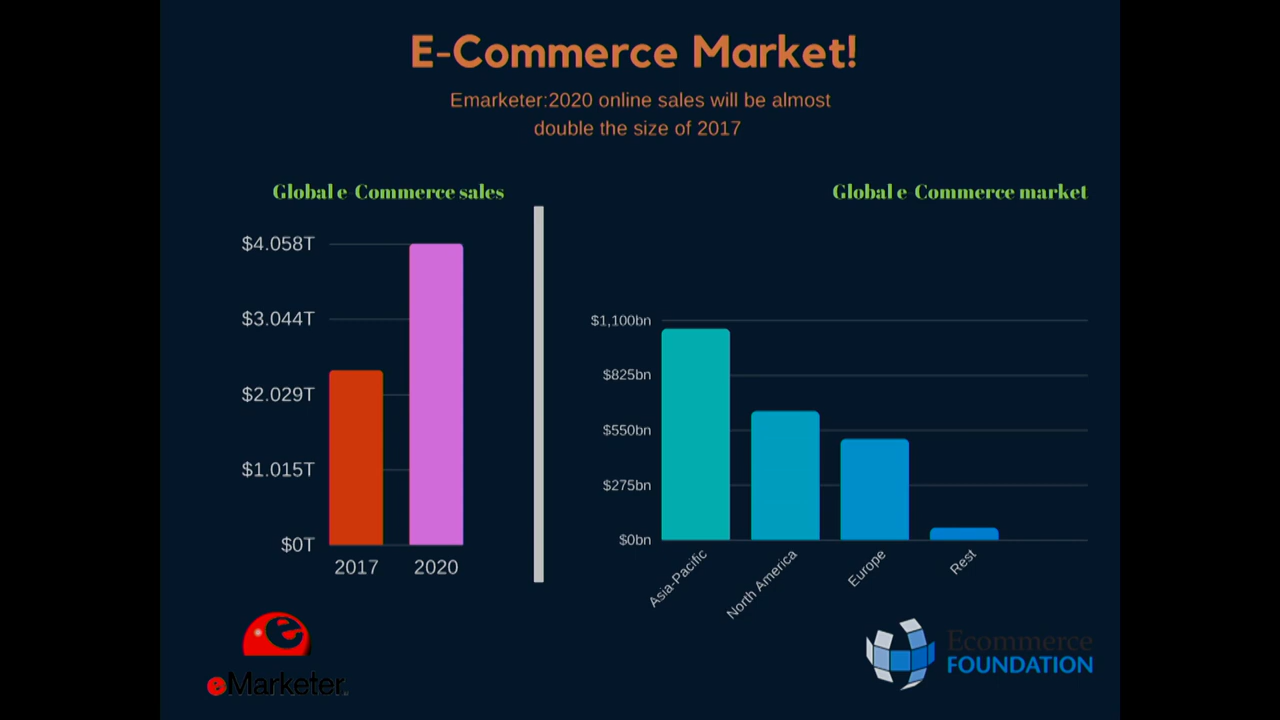 E-Commerce Market!
Emarketer:2020 online sales will be almost
double the size of 2017
Global e Commerce sales
$4.058T
$3.044T
$2.029T
$1.015T
$0T
2017
2020
Global e Commerce market
$1,100bn
$825bn
$550bn
$275bn
$0bn
Asia-Pacific
North America
Europe
Rest
eMarketer
Ecommerce
FOUNDATION